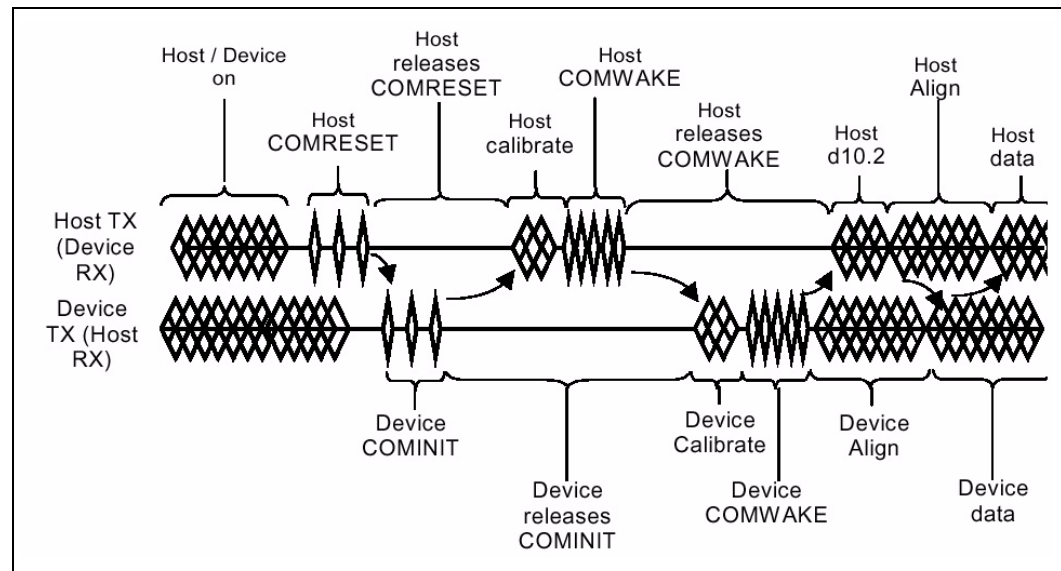 Host / Device
on
Host
COMRESET
Host
releases
COMRESET
Host
calibrate
Host
COMWAKE
Host
releases
COMWAKE
Host
d10.2
Host
Align
Host
data
Host TX
(Device
RX)
Device
TX (Host
RX)
Device
COMINIT
Device
releases
COMINIT
Device
Calibrate
Device
COMWAKE
Device
Align
Device
data